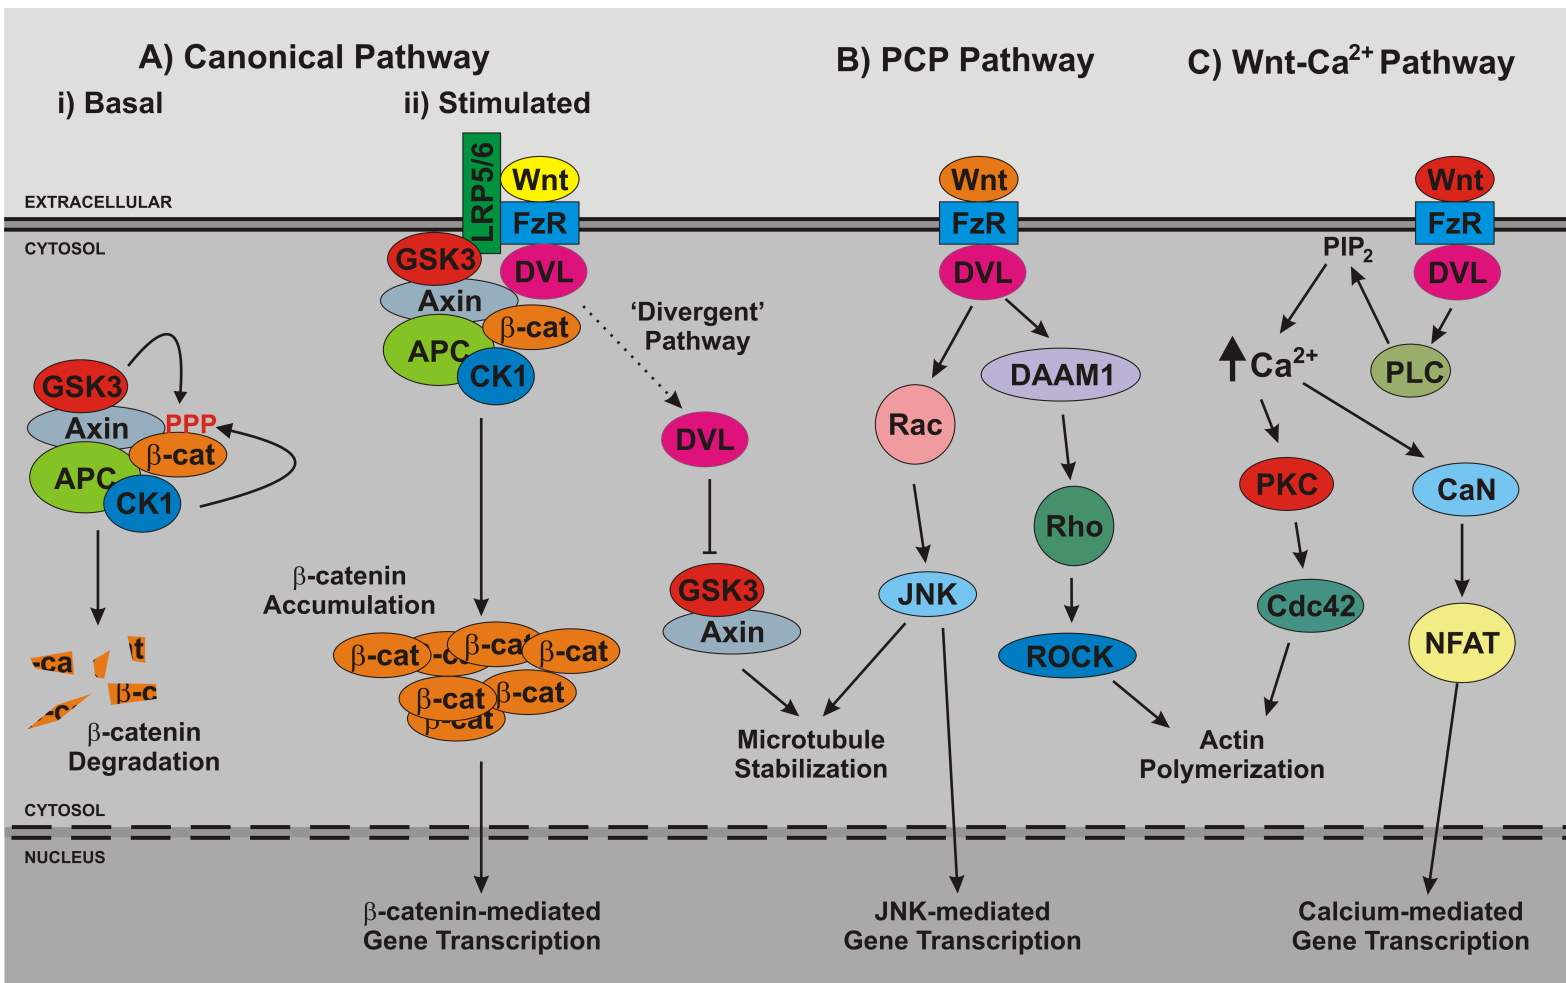 A) Canonical Pathway
i) Basal
ii) Stimulated
B) PCP Pathway
C) Wnt-Ca2+ Pathway
EXTRACELLULAR
CYTOSOL
GSK3
Axin
PPP
β-cat
APC
CK1
-ca
t
β-c
-c
β-catenin
Degradation
LRP5/6
Wnt
FzR
DVL
GSK3
Axin
β-cat
APC
CK1
β-catenin
Accumulation
β-cat
-ca
β-cat
β-cat
β-cat
β-cat
β-cat
β-catenin-mediated
Gene Transcription
‘Divergent’
Pathway
DVL
GSK3
Axin
Microtubule
Stabilization
Wnt
FzR
DVL
Rac
DAAM1
Rho
JNK
ROCK
JNK-mediated
Gene Transcription
Actin
Polymerization
Wnt
FzR
DVL
PIP2
PLC
Ca2+
PKC
CaN
Cdc42
NFAT
Calcium-mediated
Gene Transcription
CYTOSOL
NUCLEUS